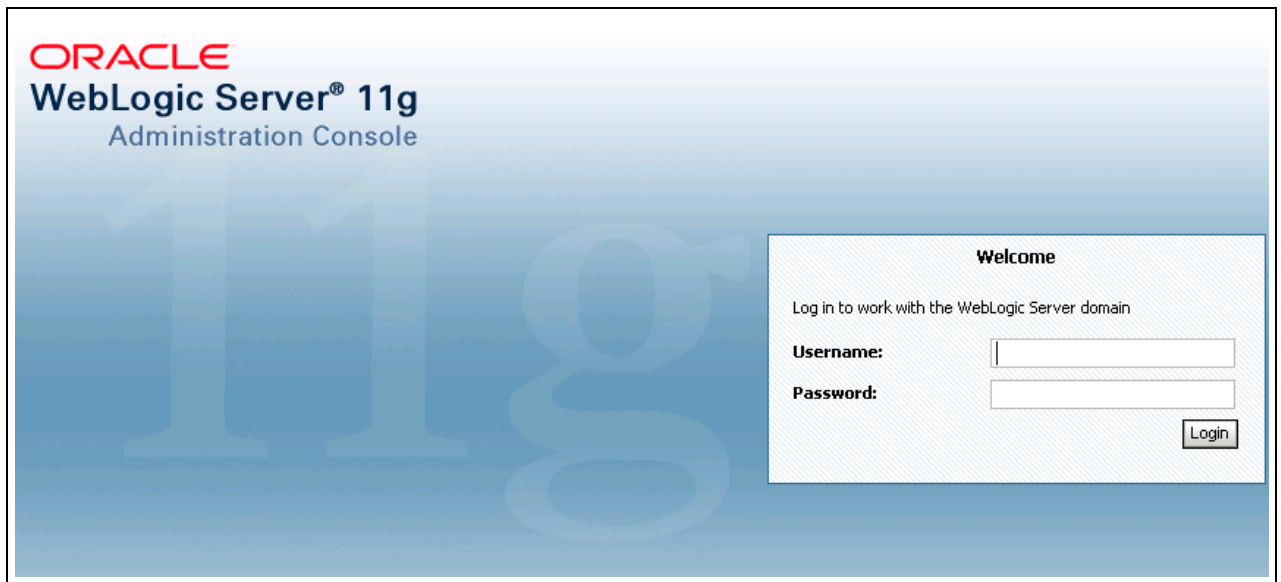 ORACLE
WebLogic Server® 11g
Administration Console
11g
Welcome
Log in to work with the WebLogic Server domain
Username:
Password:
Login